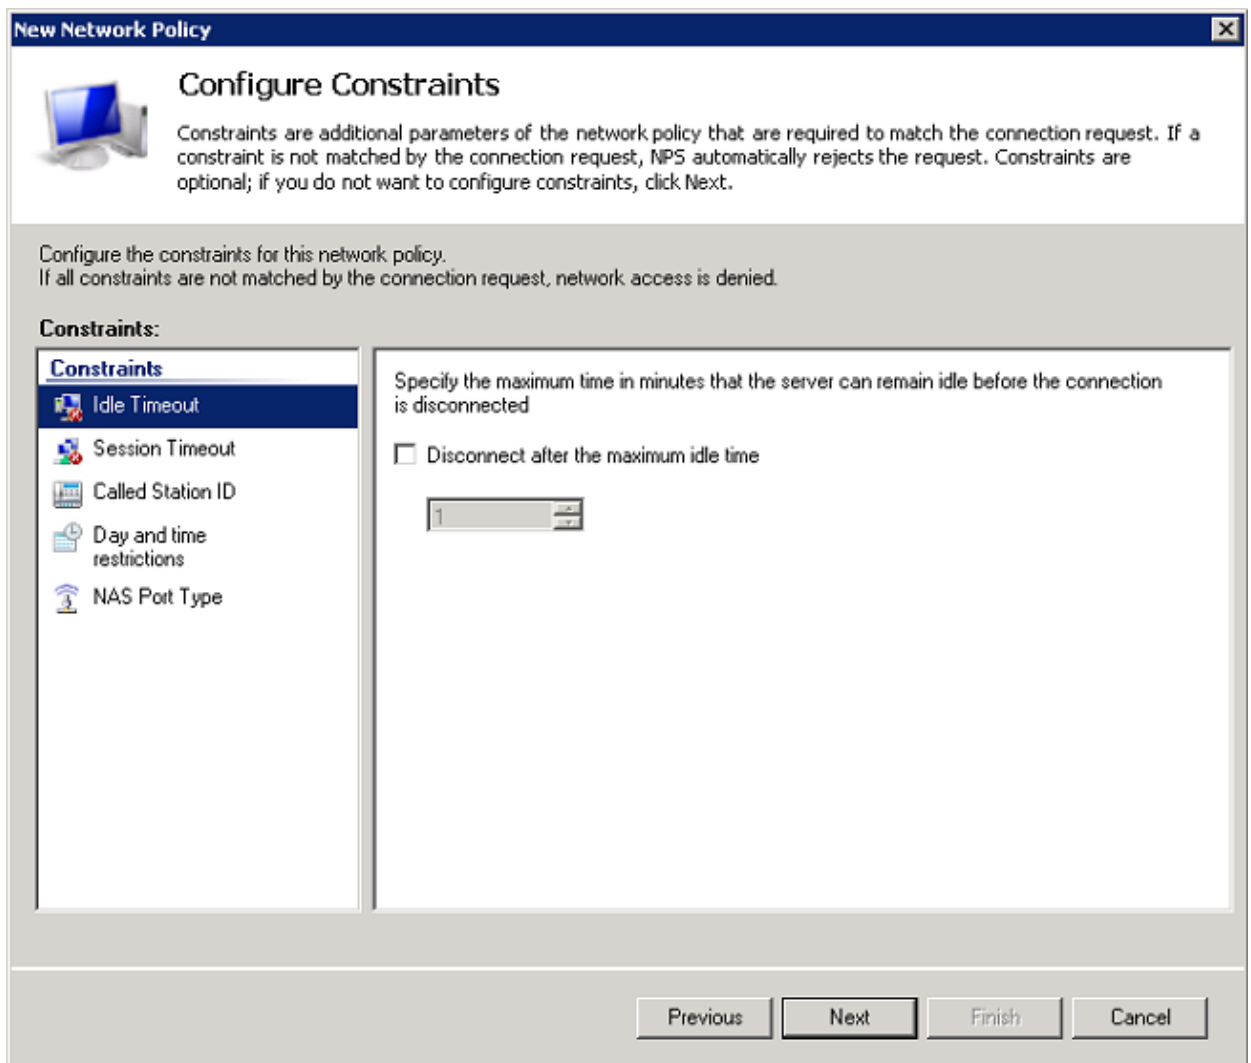 New Network Policy
Configure Constraints
Constraints are additional parameters of the network policy that are required to match the connection request. If a
constraint is not matched by the connection request, NPS automatically rejects the request. Constraints are
optional; if you do not want to configure constraints, click Next.
Configure the constraints for this network policy.
If all constraints are not matched by the connection request, network access is denied.
Constraints:
Constraints
Idle Timeout
Session Timeout
Called Station ID
Day and time
restrictions
NAS Port Type
Specify the maximum time in minutes that the server can remain idle before the connection
is disconnected
Disconnect after the maximum idle time
1
Previous
Next
Finish
Cancel